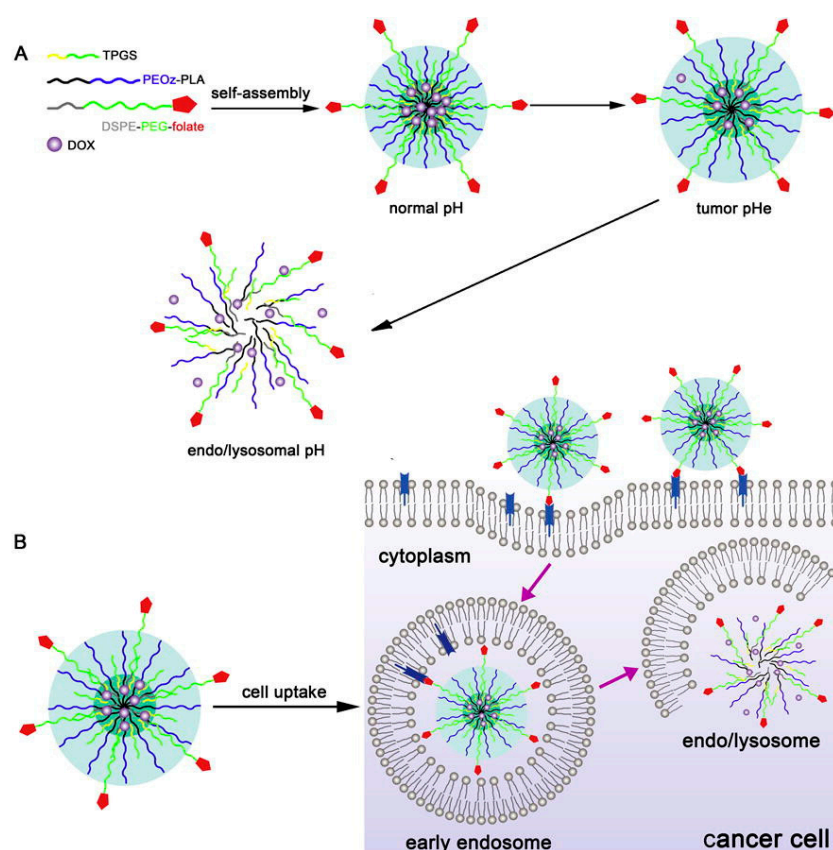 A
TPGS
PEOz-PLA
DSPE-PEG-folate
DOX
self-assembly
normal pH
tumor pHe
endo/lysosomal pH
B
cell uptake
cytoplasm
early endosome
endo/lysosome
cancer cell